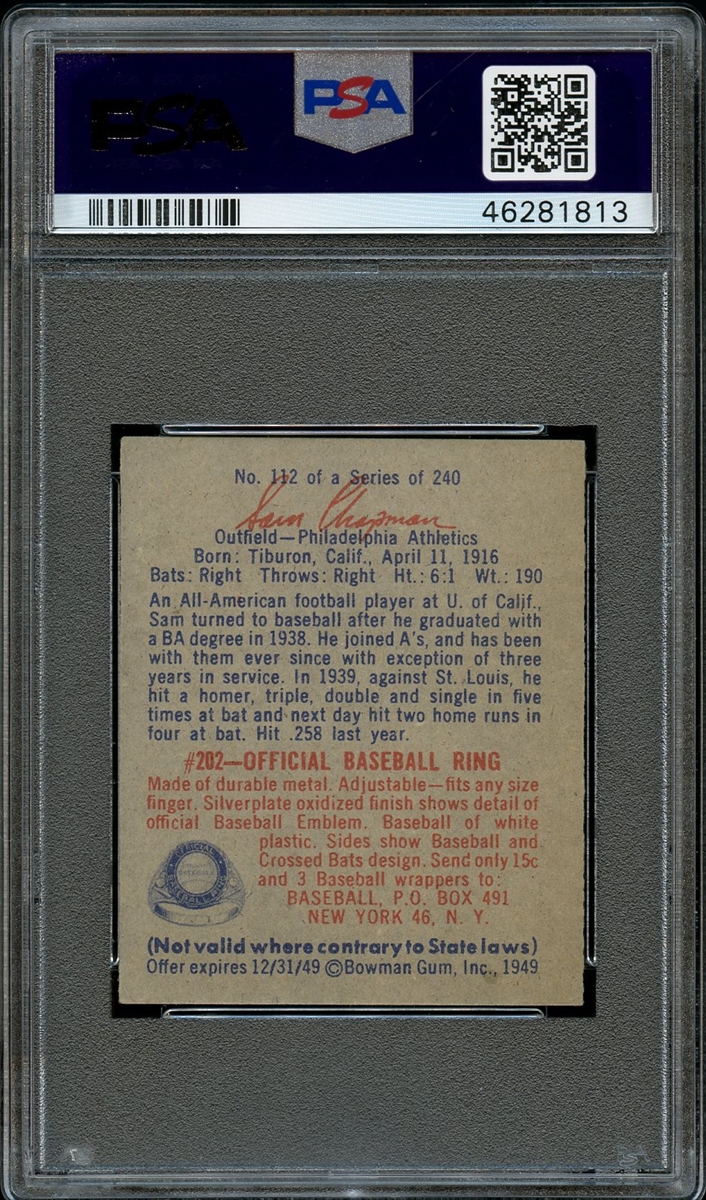 PSA
PSA
46281813
No. 112 of a Series of 240
Sam Chapman
Outfield—Philadelphia Athletics
Born: Tiburon, Calif., April 11, 1916
Bats: Right Throws: Right Ht.: 6:1 Wt.: 190
An All-American football player at U. of Calif.,
Sam turned to baseball after he graduated with
a BA degree in 1938. He joined A's, and has been
with them ever since with exception of three
years in service. In 1939, against St. Louis, he
hit a homer, triple, double and single in five
times at bat and next day hit two home runs in
four at bat. Hit .258 last year.
#202—OFFICIAL BASEBALL RING
Made of durable metal. Adjustable—fits any size
finger. Silverplate oxidized finish shows detail of
official Baseball Emblem. Baseball of white
plastic. Sides show Baseball and
Crossed Bats design. Send only 15c
and 3 Baseball wrappers to:
BASEBALL, P.O. BOX 491
NEW YORK 46, N. Y.
OFFICIAL
BASEBALL RING
(Not valid where contrary to State laws)
Offer expires 12/31/49 ©Bowman Gum, Inc., 1949